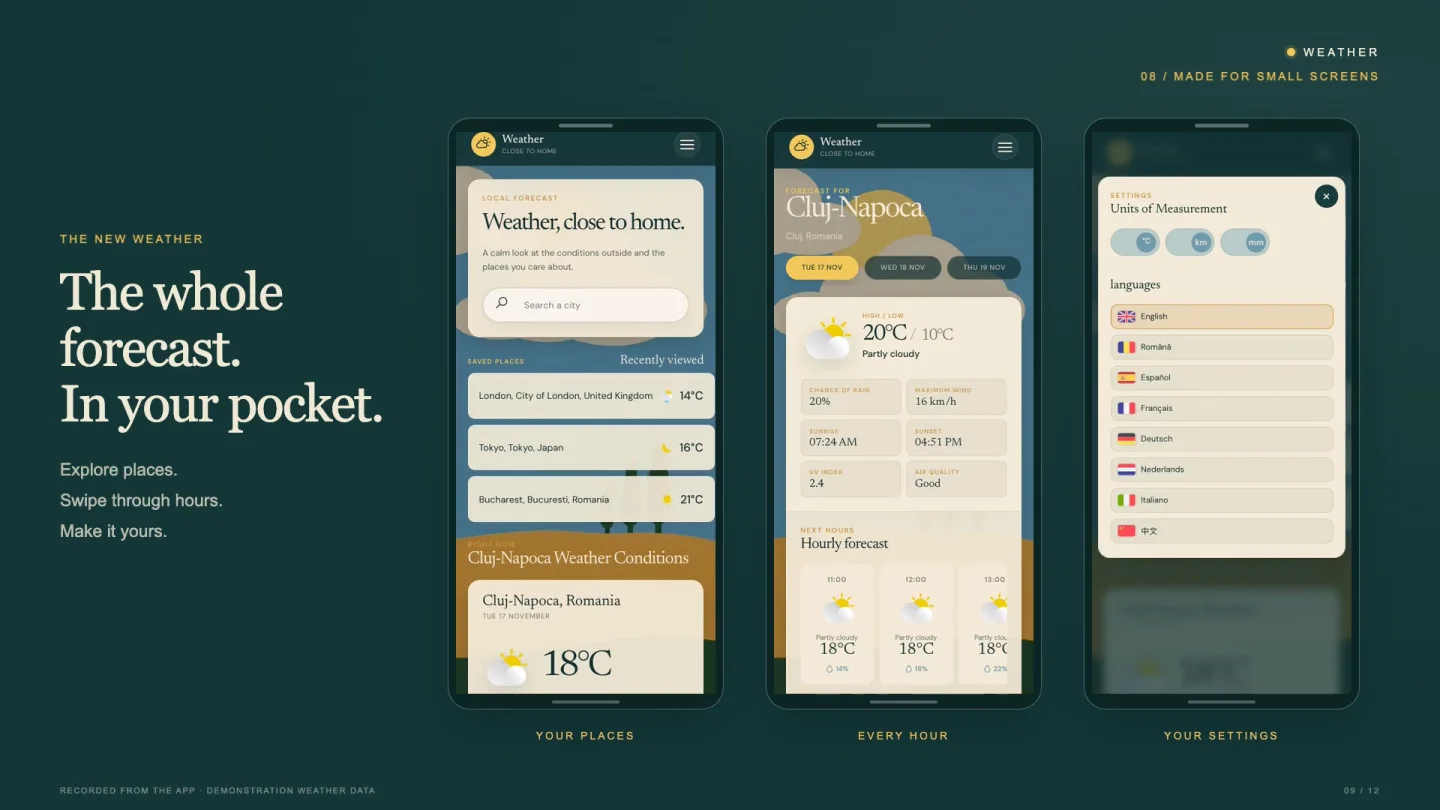 WEATHER
08 / MADE FOR SMALL SCREENS
THE NEW WEATHER
The whole
forecast.
In your pocket.
Explore places.
Swipe through hours.
Make it yours.
Weather
CLOSE TO HOME
LOCAL FORECAST
Weather, close to home.
A calm look at the conditions outside and the
places you care about.
Search a city
SAVED PLACES
Recently viewed
London, City of London, United Kingdom 14°C
Tokyo, Tokyo, Japan 16°C
Bucharest, Bucuresti, Romania 21°C
RIGHT NOW
Cluj-Napoca Weather Conditions
Cluj-Napoca, Romania
TUE 17 NOVEMBER
18°C
YOUR PLACES
Weather
CLOSE TO HOME
FORECAST FOR
Cluj-Napoca
Cluj, Romania
TUE 17 NOV WED 18 NOV THU 19 NOV
HIGH / LOW
20°C / 10°C
Partly cloudy
CHANCE OF RAIN MAXIMUM WIND
20% 16 km/h
SUNRISE SUNSET
07:24 AM 04:51 PM
UV INDEX AIR QUALITY
2.4 Good
NEXT HOURS
Hourly forecast
11:00 12:00 13:00
Partly cloudy Partly cloudy Partly clou
18°C 18°C 18°C
14% 18% 22%
EVERY HOUR
SETTINGS
Units of Measurement
°C km mm
languages
English
Română
Español
Français
Deutsch
Nederlands
Italiano
中文
YOUR SETTINGS
RECORDED FROM THE APP · DEMONSTRATION WEATHER DATA
09 / 12